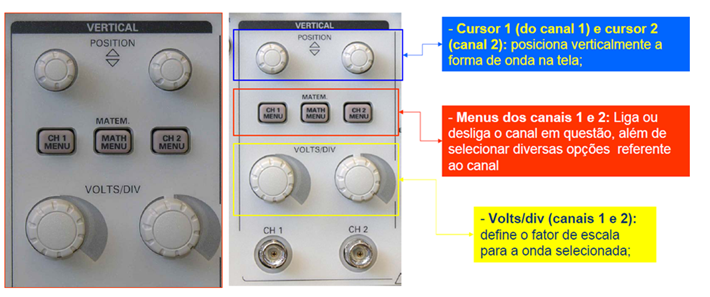 VERTICAL
POSITION
MATEM.
CH 1 MENU
MATH MENU
CH 2 MENU
VOLTS/DIV
VERTICAL
POSITION
MATEM.
CH 1 MENU
MATH MENU
CH 2 MENU
VOLTS/DIV
CH 1
CH 2
- Cursor 1 (do canal 1) e cursor 2
(canal 2): posiciona verticalmente a
forma de onda na tela;
- Menus dos canais 1 e 2: Liga ou
desliga o canal em questão, além de
selecionar diversas opções referente
ao canal
- Volts/div (canais 1 e 2):
define o fator de escala
para a onda selecionada;